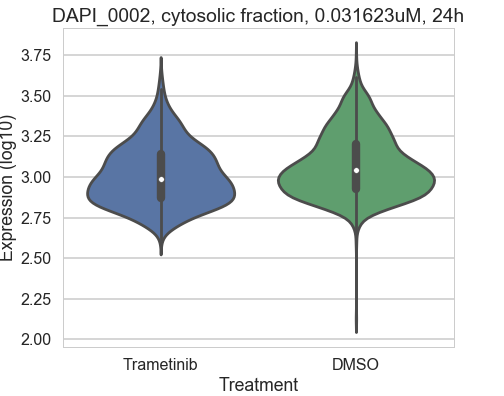 DAPI_0002, cytosolic fraction, 0.031623uM, 24h
Expression (log10)
3.75
3.50
3.25
3.00
2.75
2.50
2.25
2.00
Trametinib
DMSO
Treatment